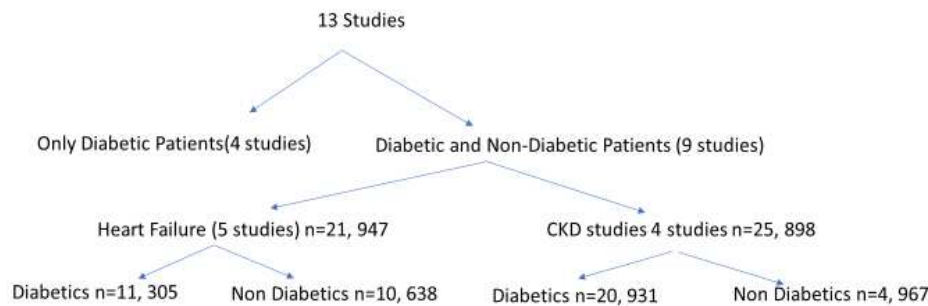 13 Studies
Only Diabetic Patients(4 studies)
Diabetic and Non-Diabetic Patients (9 studies)
Heart Failure (5 studies) n=21, 947
CKD studies 4 studies n=25, 898
Diabetics n=11, 305
Non Diabetics n=10, 638
Diabetics n=20, 931
Non Diabetics n=4, 967